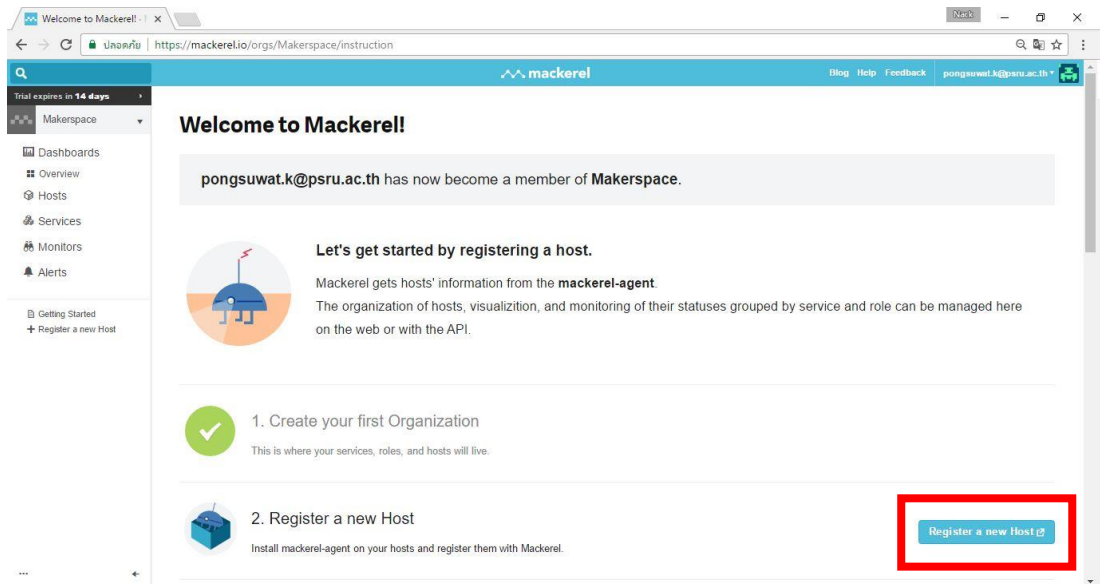 Welcome to Mackerel! -
Nack
ปลอดภัย
https://mackerel.io/orgs/Makerspace/instruction
mackerel
Blog Help Feedback pongsuwat.k@psru.ac.th
Trial expires in 14 days
Makerspace
Dashboards
Overview
Hosts
Services
Monitors
Alerts
Getting Started
+ Register a new Host
Welcome to Mackerel!
pongsuwat.k@psru.ac.th has now become a member of Makerspace.
Let's get started by registering a host.
Mackerel gets hosts' information from the mackerel-agent.
The organization of hosts, visualizition, and monitoring of their statuses grouped by service and role can be managed here
on the web or with the API.
1. Create your first Organization
This is where your services, roles, and hosts will live.
2. Register a new Host
Install mackerel-agent on your hosts and register them with Mackerel.
Register a new Host
...